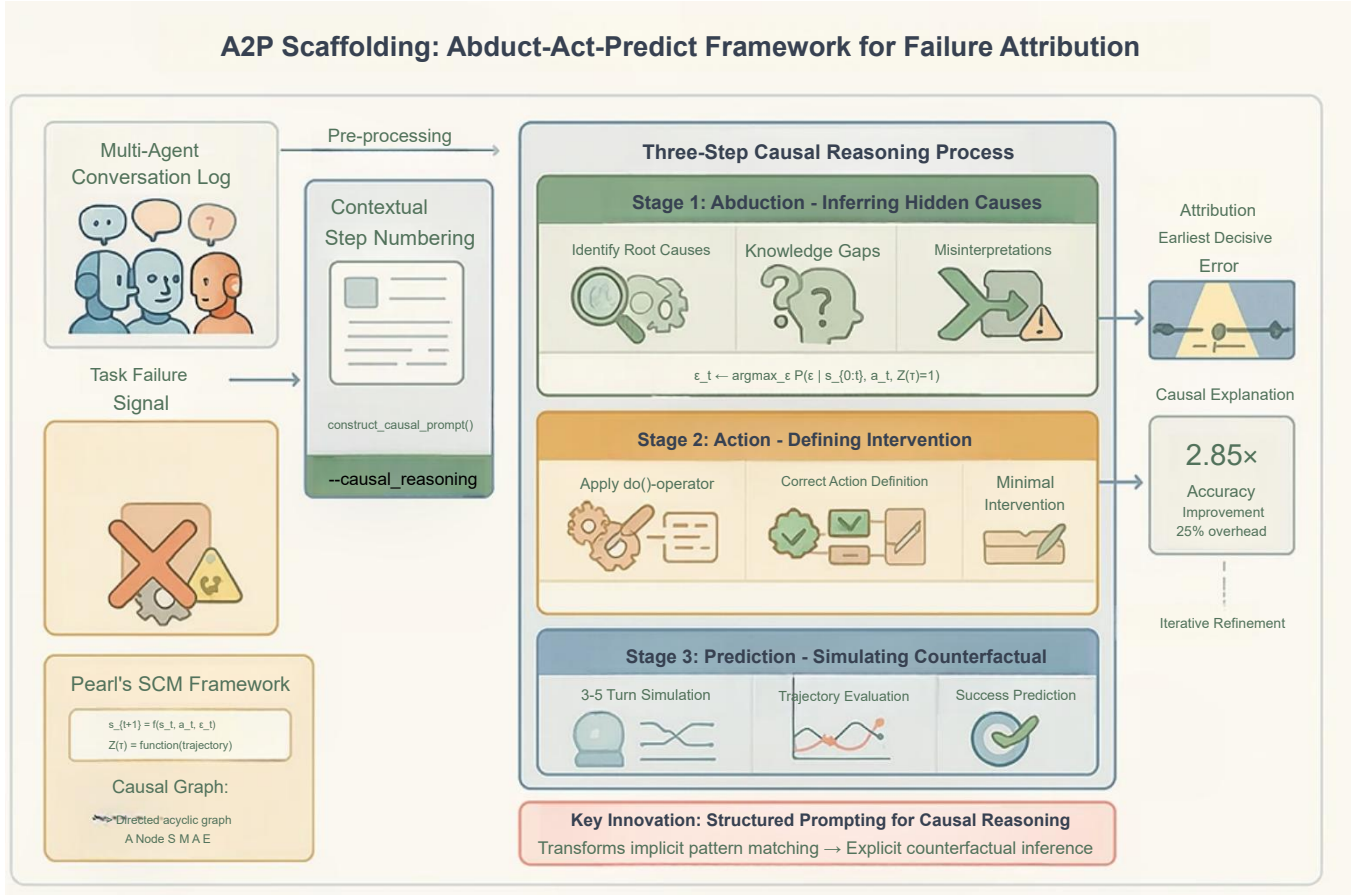 A2P Scaffolding: Abduct-Act-Predict Framework for Failure Attribution
Multi-Agent
Conversation Log
?
Pre-processing
Contextual
Step Numbering
construct_causal_prompt()
--causal_reasoning
Task Failure
Signal
Pearl's SCM Framework
s_{t+1} = f(s_t, a_t, ε_t)
Z(τ) = function(trajectory)
Causal Graph:
Directed acyclic graph
A Node S M A E
Three-Step Causal Reasoning Process
Stage 1: Abduction - Inferring Hidden Causes
Identify Root Causes
Knowledge Gaps
Misinterpretations
? ?
!
ε_t ← argmax_ε P(ε | s_{0:t}, a_t, Z(τ)=1)
Stage 2: Action - Defining Intervention
Apply do()-operator
Correct Action Definition
Minimal
Intervention
Stage 3: Prediction - Simulating Counterfactual
3-5 Turn Simulation
Trajectory Evaluation
Success Prediction
Key Innovation: Structured Prompting for Causal Reasoning
Transforms implicit pattern matching → Explicit counterfactual inference
Attribution
Earliest Decisive
Error
Causal Explanation
2.85×
Accuracy
Improvement
25% overhead
Iterative Refinement